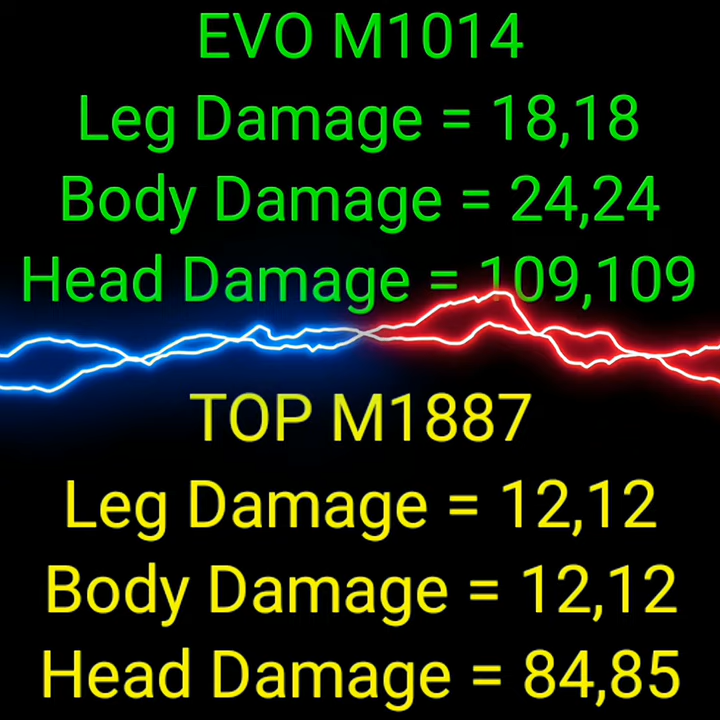 EVO M1014
Leg Damage = 18,18
Body Damage = 24,24
Head Damage = 109,109
TOP M1887
Leg Damage = 12,12
Body Damage = 12,12
Head Damage = 84,85